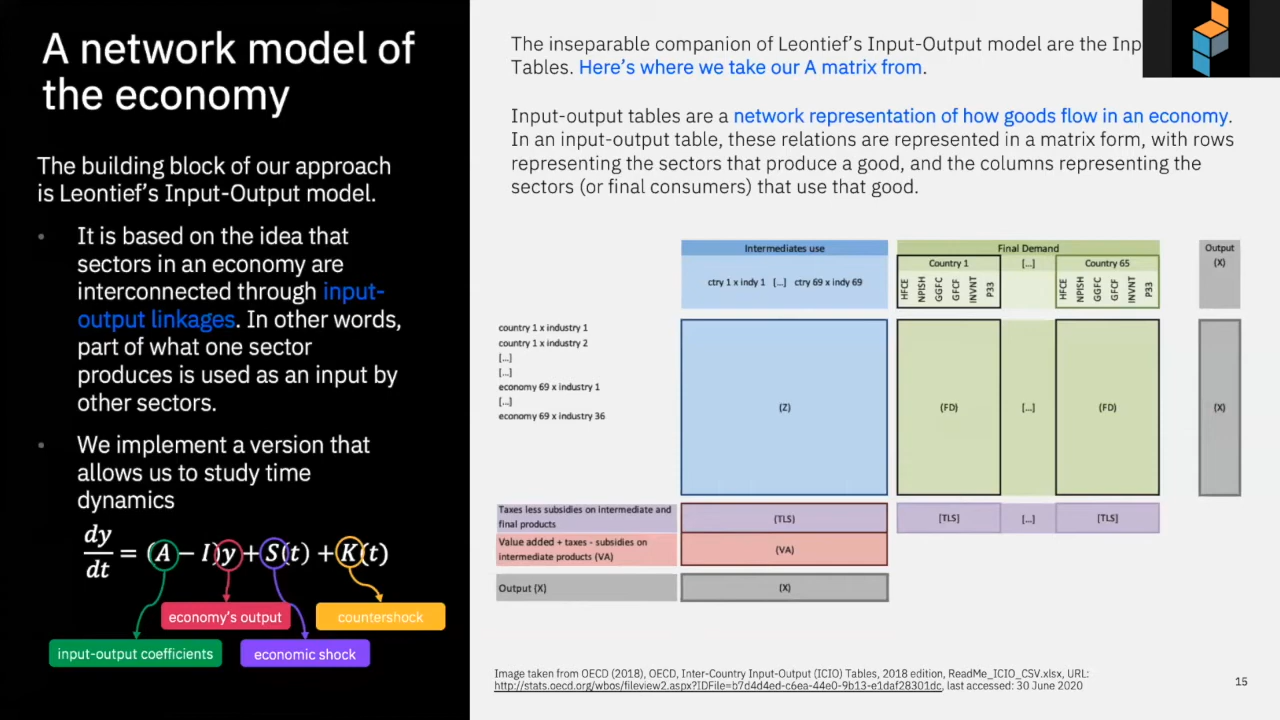 A network model of
the economy
The building block of our approach
is Leontief's Input-Output model.
• It is based on the idea that
sectors in an economy are
interconnected through input-
output linkages. In other words,
part of what one sector
produces is used as an input by
other sectors.
• We implement a version that
allows us to study time
dynamics
dy/dt = (A − I)y + S(t) + K(t)
economy's output
countershock
input-output coefficients
economic shock
The inseparable companion of Leontief's Input-Output model are the Inp
Tables. Here's where we take our A matrix from.
Input-output tables are a network representation of how goods flow in an economy.
In an input-output table, these relations are represented in a matrix form, with rows
representing the sectors that produce a good, and the columns representing the
sectors (or final consumers) that use that good.
Intermediates use
Final Demand
Output
(X)
Country 1
[...]
Country 65
ctry 1 x indy 1 [...] ctry 69 x indy 69
HFCE NPISH GGFC GFCF INVNT P33
HFCE NPISH GGFC GFCF INVNT P33
country 1 x industry 1
country 1 x industry 2
[...]
[...]
economy 69 x industry 1
[...]
economy 69 x industry 36
(Z)
(FD)
[...]
(FD)
(X)
Taxes less subsidies on intermediate and
final products
(TLS)
[TLS]
[...]
[TLS]
Value added + taxes - subsidies on
intermediate products (VA)
(VA)
Output (X)
(X)
Image taken from OECD (2018), OECD, Inter-Country Input-Output (ICIO) Tables, 2018 edition, ReadMe_ICIO_CSV.xlsx, URL:
http://stats.oecd.org/wbos/fileview2.aspx?IDFile=b7d4d4ed-c6ea-44e0-9b13-e1daf28301dc, last accessed: 30 June 2020
15